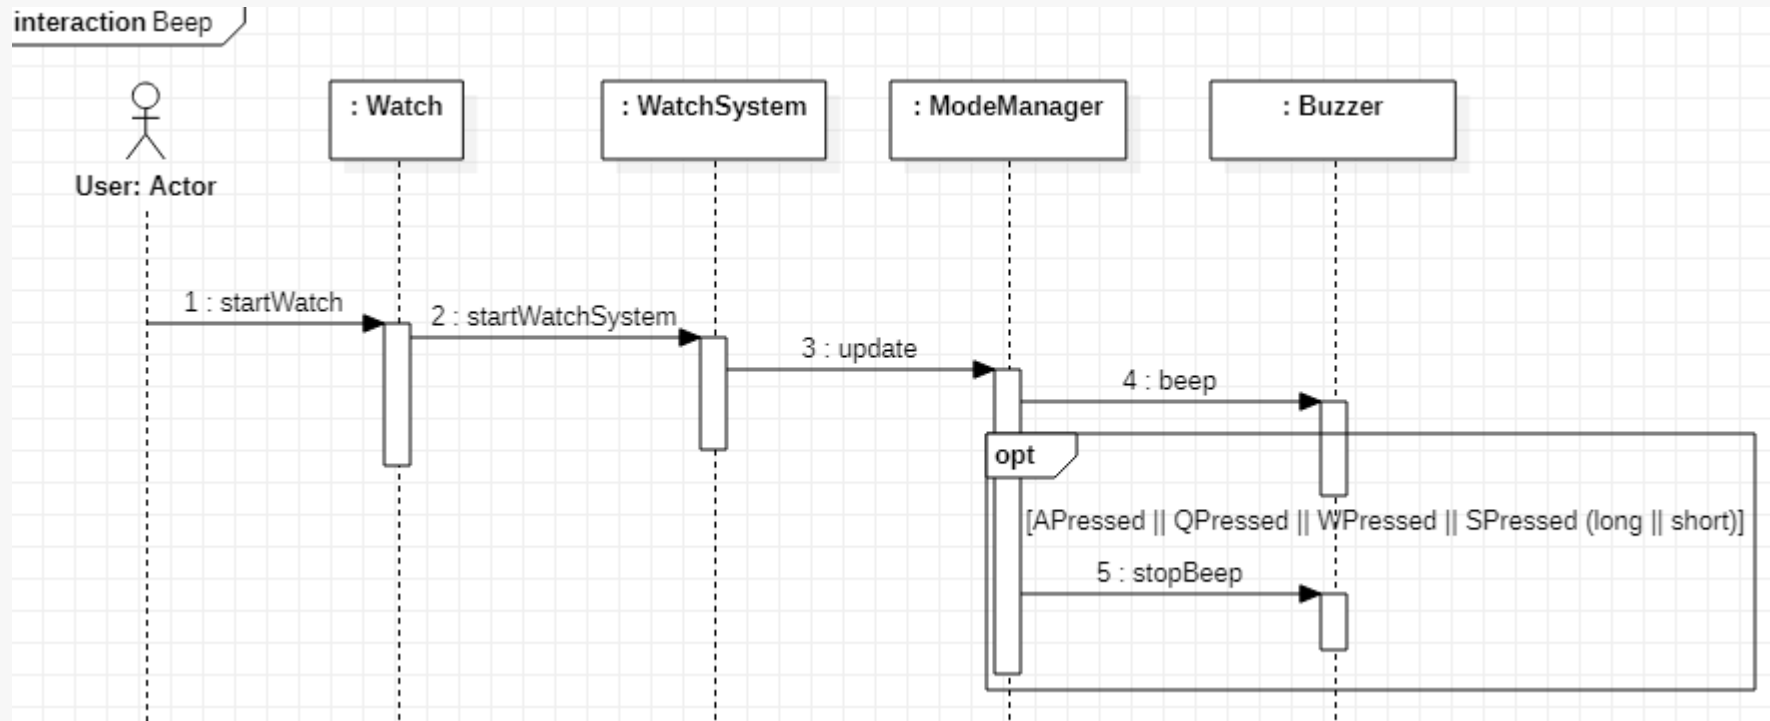 interaction Beep
: Watch
: WatchSystem
: ModeManager
: Buzzer
User: Actor
1 : startWatch
2 : startWatchSystem
3 : update
4 : beep
opt
[APressed || QPressed || WPressed || SPressed (long || short)]
5 : stopBeep